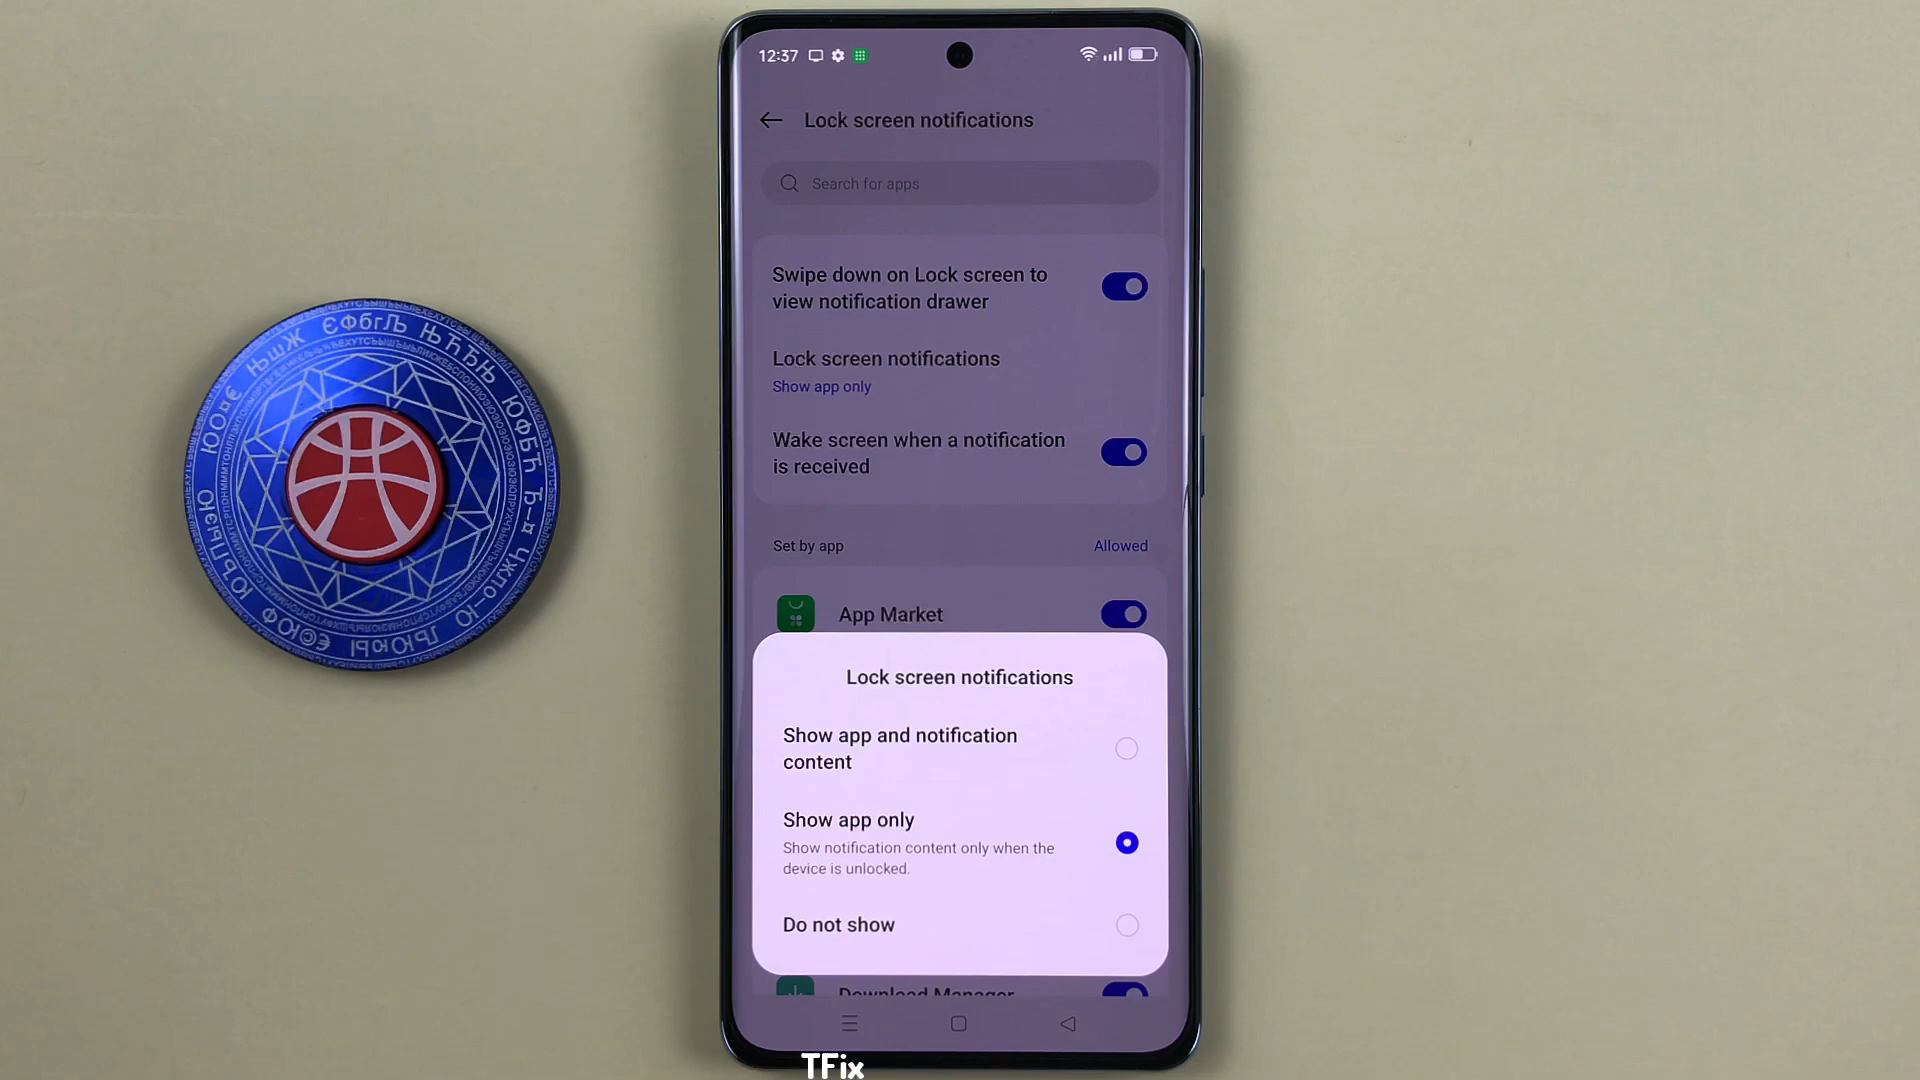 12:37
Lock screen notifications
Search for apps
Swipe down on Lock screen to
view notification drawer
Lock screen notifications
Show app only
Wake screen when a notification
is received
Set by app
Allowed
App Market
Lock screen notifications
Show app and notification
content
Show app only
Show notification content only when the
device is unlocked.
Do not show
Download Manager
TFix